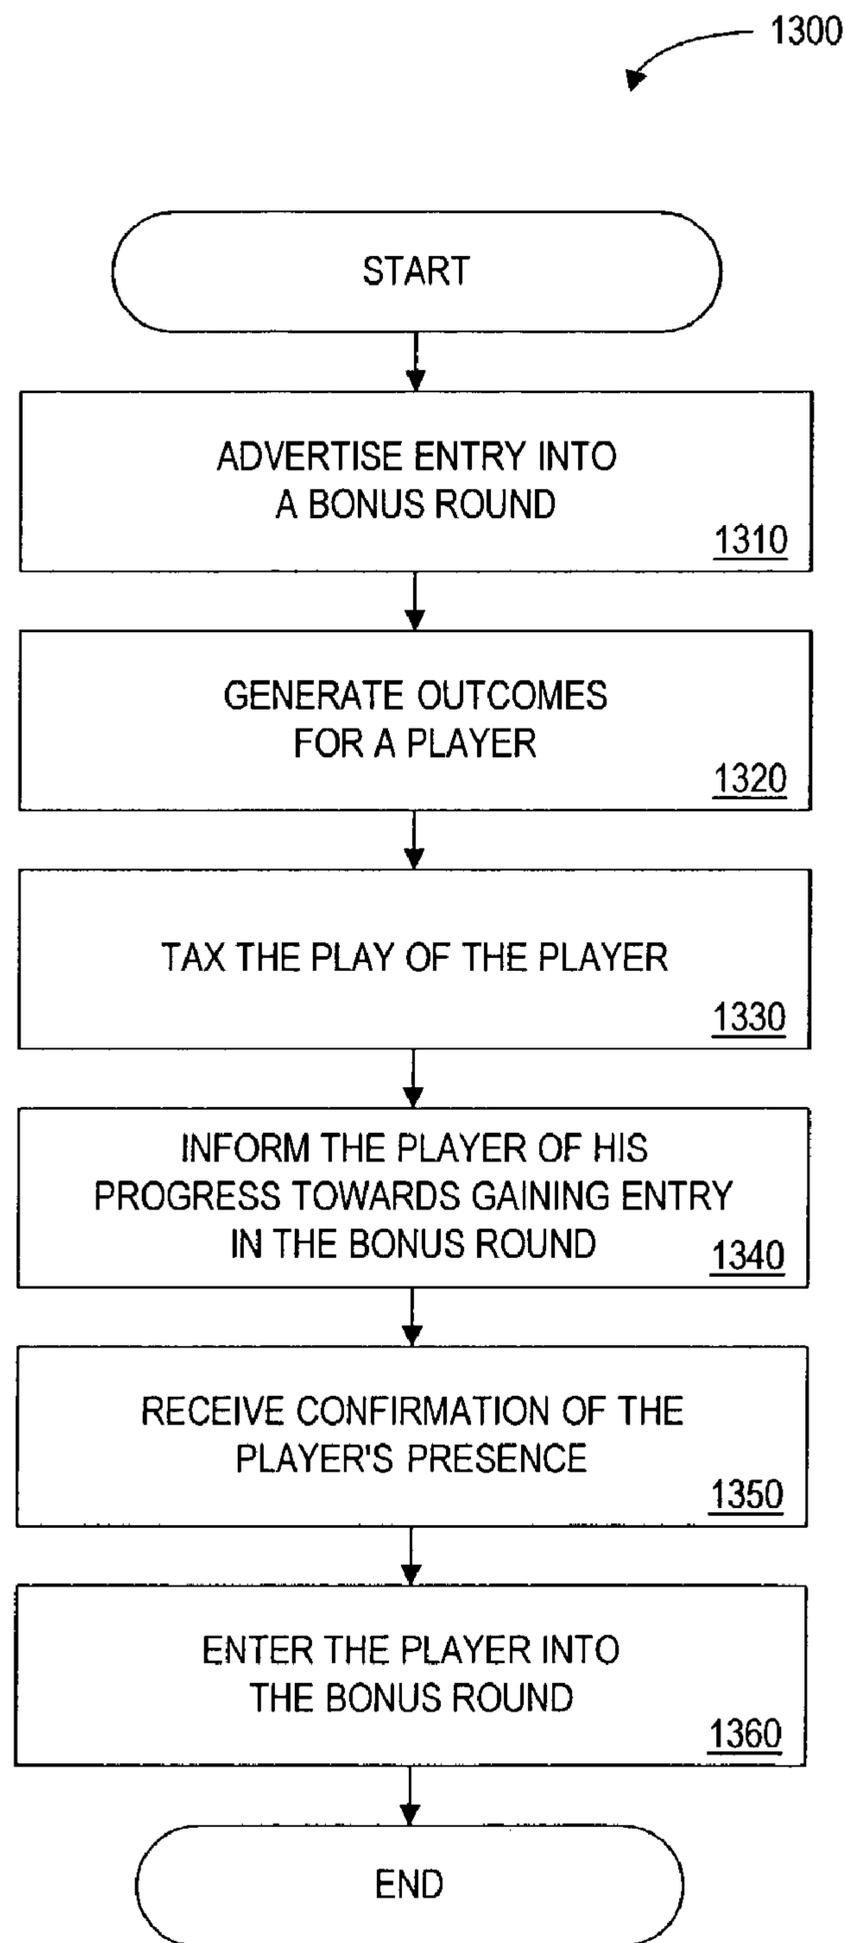 1300
START
ADVERTISE ENTRY INTO
A BONUS ROUND
1310
GENERATE OUTCOMES
FOR A PLAYER
1320
TAX THE PLAY OF THE PLAYER
1330
INFORM THE PLAYER OF HIS
PROGRESS TOWARDS GAINING ENTRY
IN THE BONUS ROUND
1340
RECEIVE CONFIRMATION OF THE
PLAYER'S PRESENCE
1350
ENTER THE PLAYER INTO
THE BONUS ROUND
1360
END